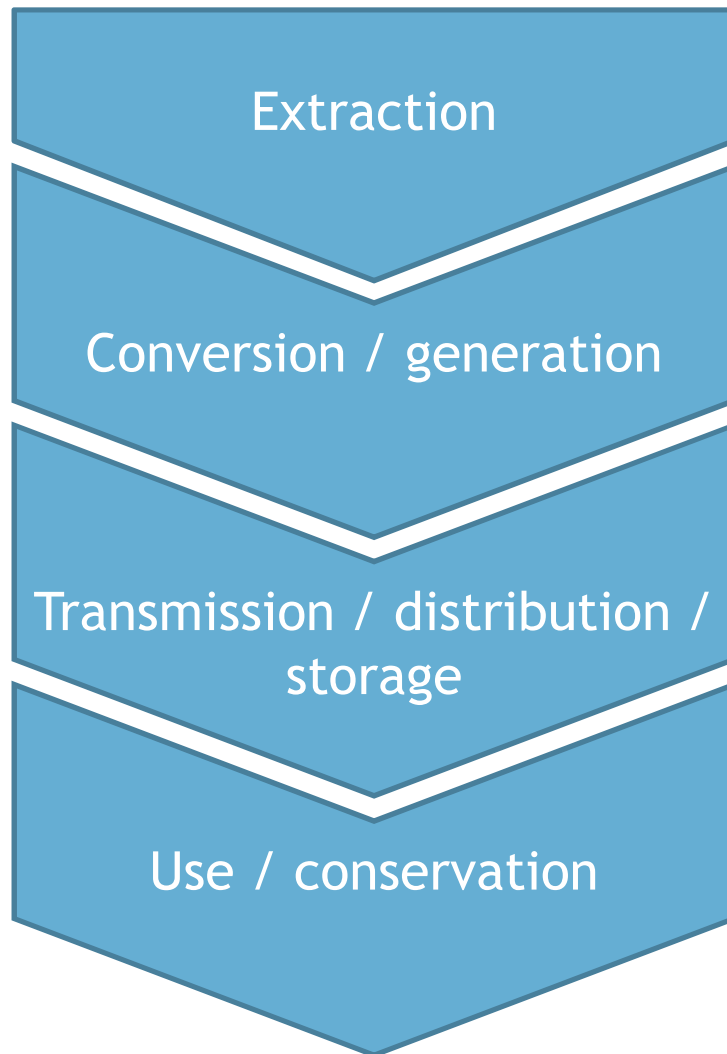 Extraction
Conversion / generation
Transmission / distribution /
storage
Use / conservation